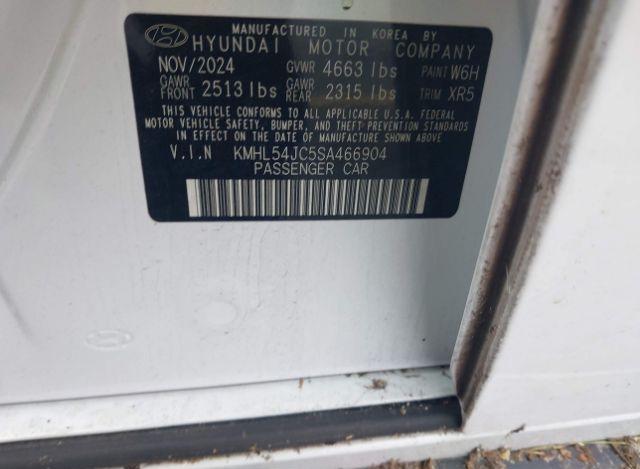 MANUFACTURED IN KOREA BY
HYUNDAI MOTOR COMPANY
NOV/2024 GVWR 4663 lbs PAINT W6H
GAWR FRONT 2513 lbs GAWR REAR 2315 lbs TRIM XR5
THIS VEHICLE CONFORMS TO ALL APPLICABLE U.S.A. FEDERAL
MOTOR VEHICLE SAFETY, BUMPER, AND THEFT PREVENTION STANDARDS
IN EFFECT ON THE DATE OF MANUFACTURE SHOWN ABOVE.
V.I.N KMHL54JC5SA466904
PASSENGER CAR